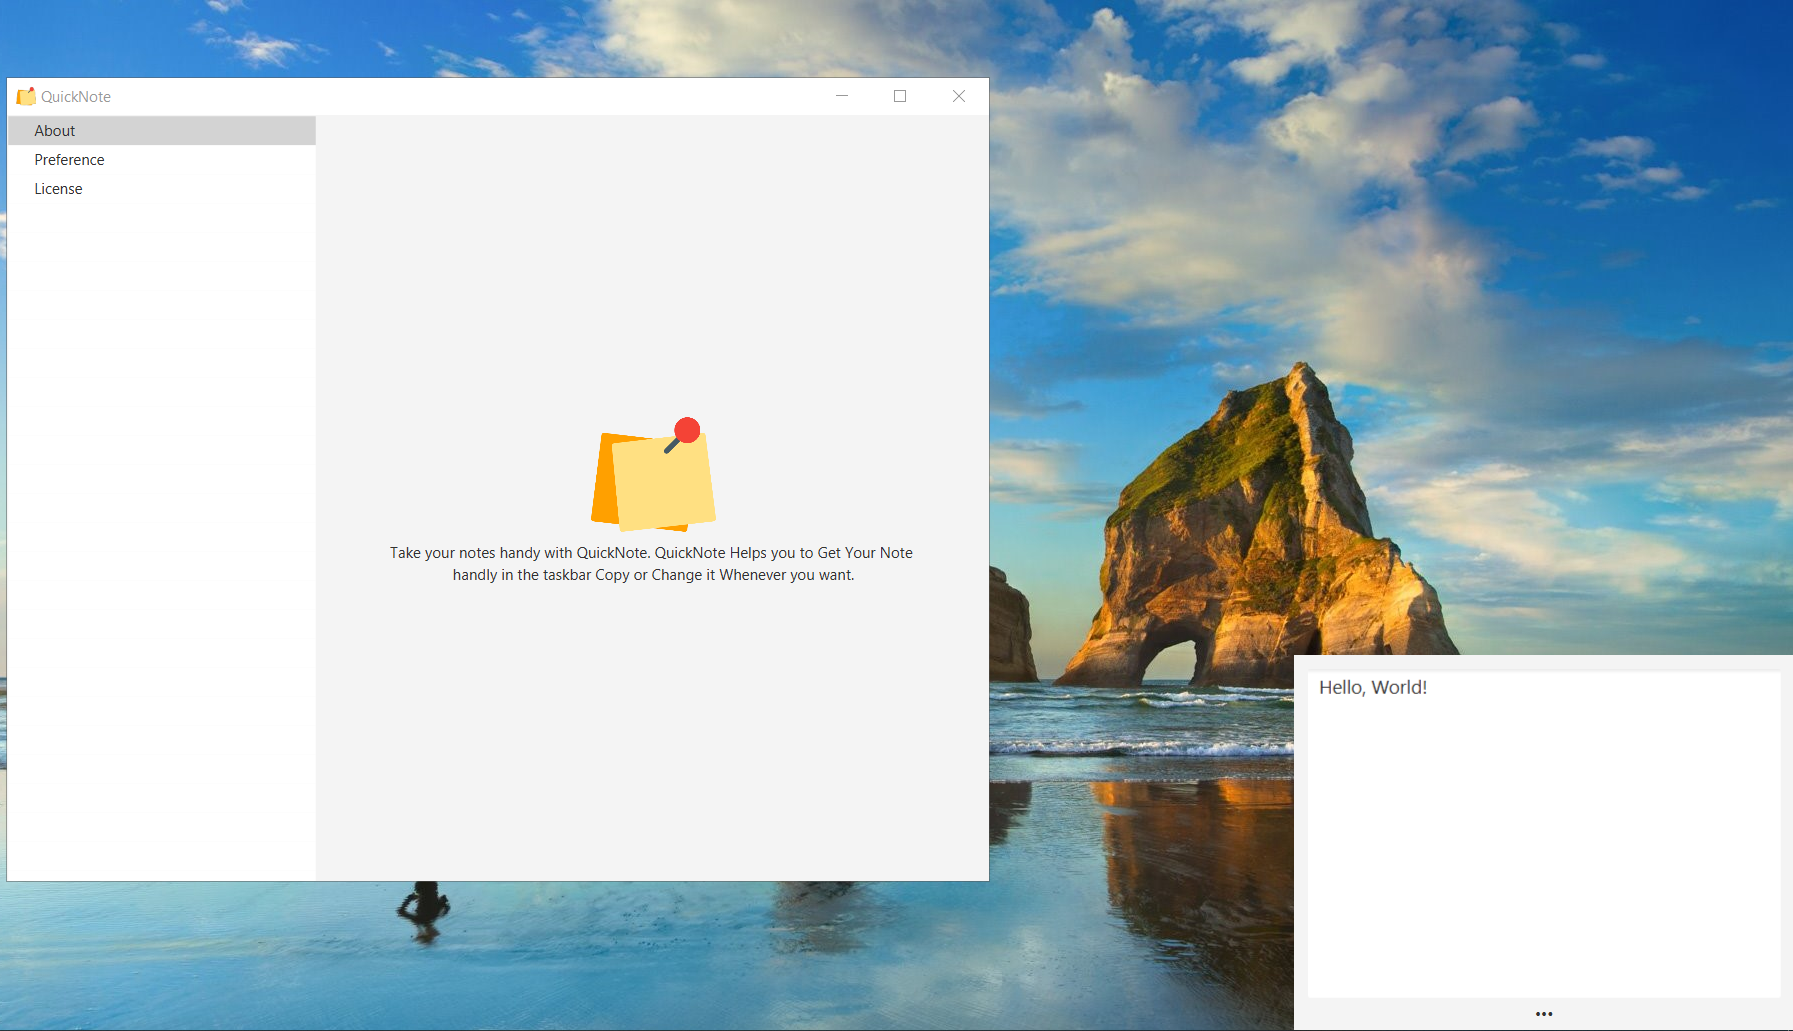 QuickNote
About
Preference
License
Take your notes handy with QuickNote. QuickNote Helps you to Get Your Note
handly in the taskbar Copy or Change it Whenever you want.
Hello, World!
•••